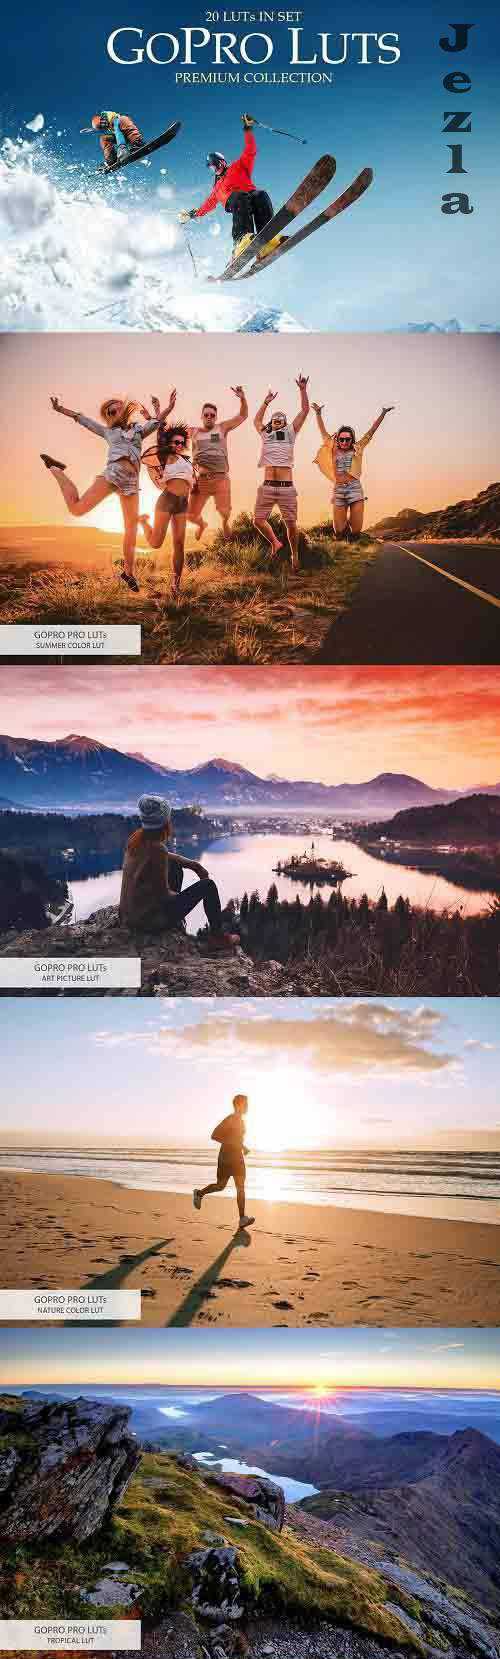 20 LUTs IN SET
GoPro Luts
PREMIUM COLLECTION
Jezla
GOPRO PRO LUTs
SUMMER COLOR LUT
GOPRO PRO LUTs
ART PICTURE LUT
GOPRO PRO LUTs
NATURE COLOR LUT
GOPRO PRO LUTs
TROPICAL LUT